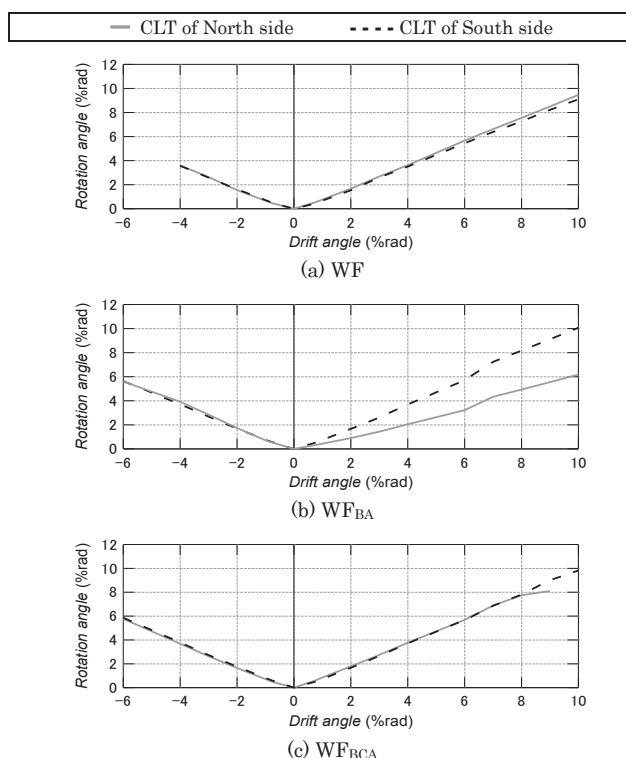 CLT of North side CLT of South side
12
10
8
6
4
2
0
Rotation angle (%rad)
−6 −4 −2 0 2 4 6 8 10
Drift angle (%rad)
(a) WF
12
10
8
6
4
2
0
Rotation angle (%rad)
−6 −4 −2 0 2 4 6 8 10
Drift angle (%rad)
(b) WFBA
12
10
8
6
4
2
0
Rotation angle (%rad)
−6 −4 −2 0 2 4 6 8 10
Drift angle (%rad)
(c) WFBCA